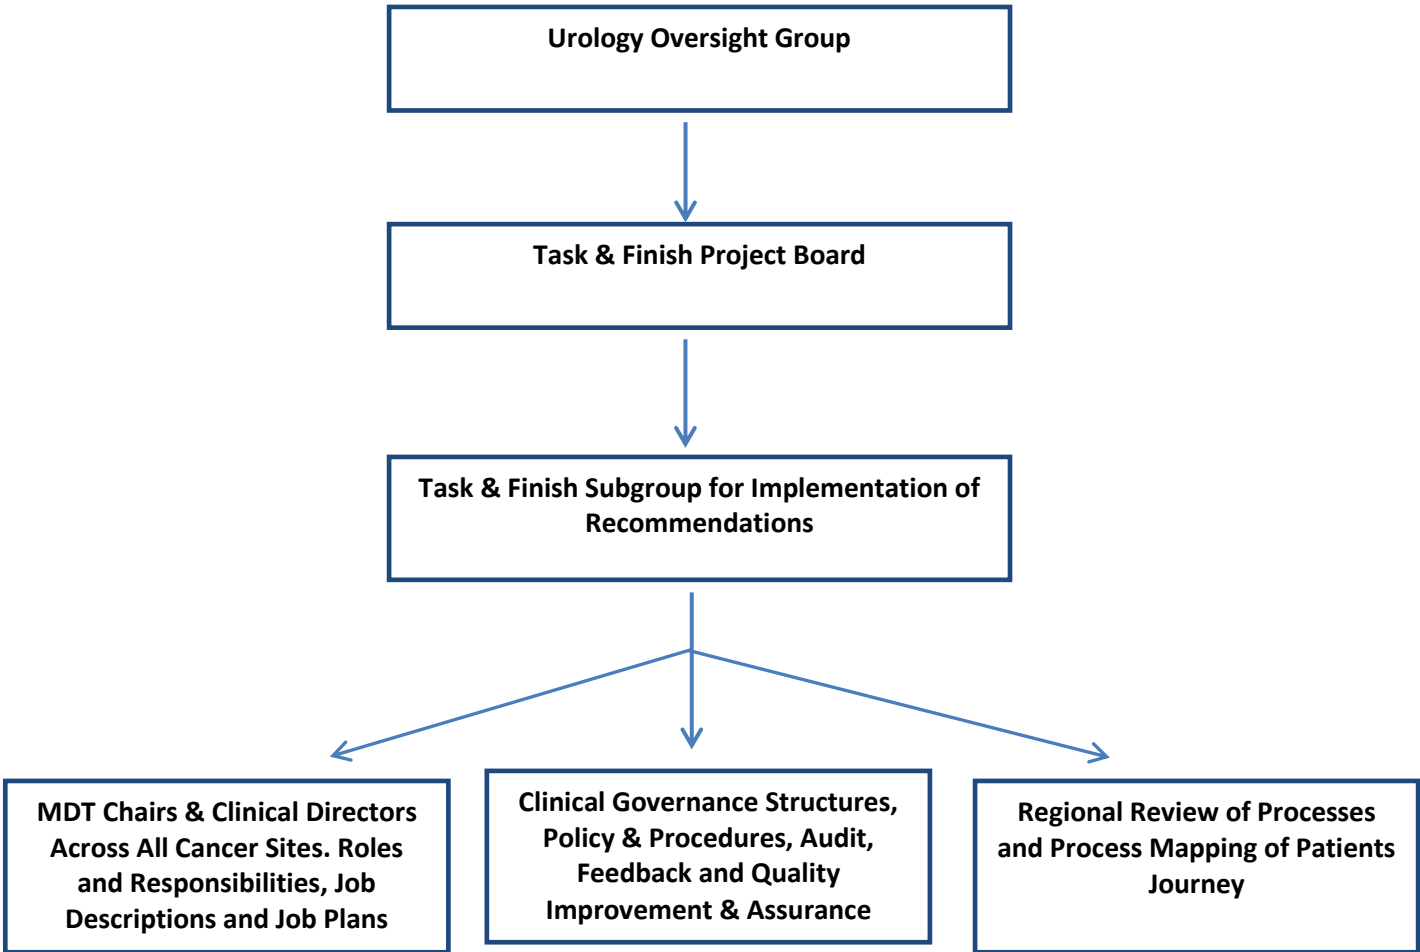 Urology Oversight Group
Task & Finish Project Board
Task & Finish Subgroup for Implementation of
Recommendations
MDT Chairs & Clinical Directors
Across All Cancer Sites. Roles
and Responsibilities, Job
Descriptions and Job Plans
Clinical Governance Structures,
Policy & Procedures, Audit,
Feedback and Quality
Improvement & Assurance
Regional Review of Processes
and Process Mapping of Patients
Journey